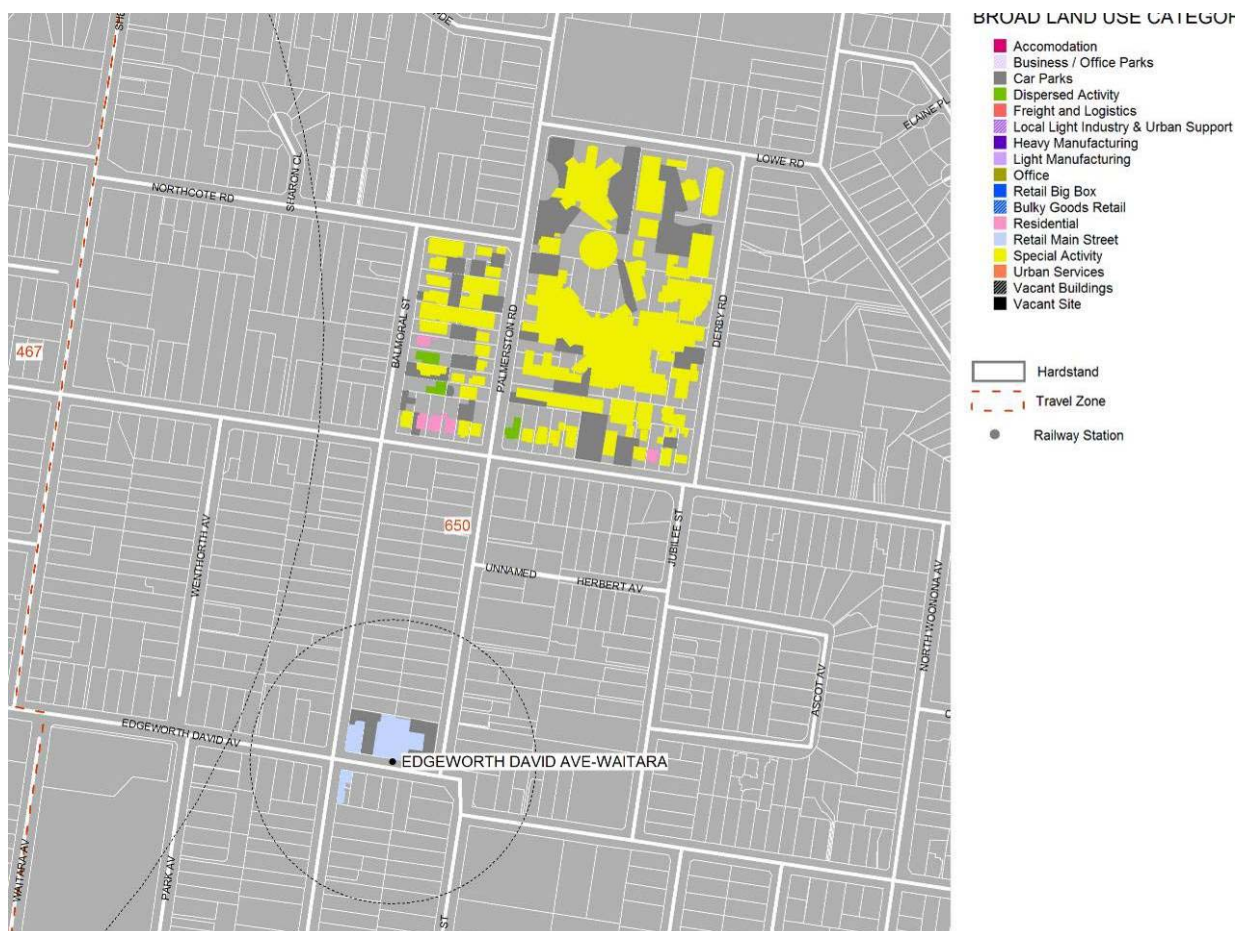 BROAD LAND USE CATEGOR
Accomodation
Business / Office Parks
Car Parks
Dispersed Activity
Freight and Logistics
Local Light Industry & Urban Support
Heavy Manufacturing
Light Manufacturing
Office
Retail Big Box
Bulky Goods Retail
Residential
Retail Main Street
Special Activity
Urban Services
Vacant Buildings
Vacant Site
Hardstand
Travel Zone
Railway Station
ELAINE PL
LOWE RD
SHARON CL
NORTHCOTE RD
BALMORAL ST
PALMERSTON RD
DERBY RD
467
650
WENTHORTH AV
JUBILEE ST
UNNAMED
HERBERT AV
NORTH WOONONA AV
ASCOT AV
EDGEWORTH DAVID AV
EDGEWORTH DAVID AVE-WAITARA
WAITARA AV
PARK AV
ST